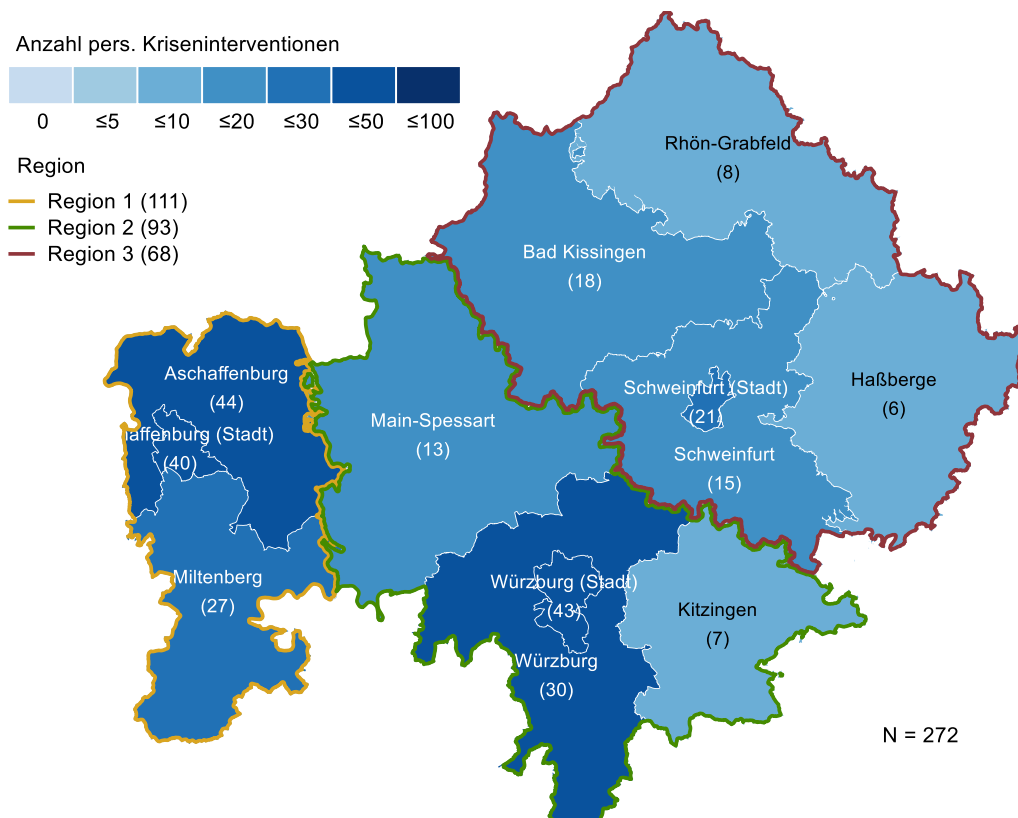 Anzahl pers. Kriseninterventionen
0 ≤5 ≤10 ≤20 ≤30 ≤50 ≤100
Region
Region 1 (111)
Region 2 (93)
Region 3 (68)
Rhön-Grabfeld
(8)
Bad Kissingen
(18)
Aschaffenburg
(44)
Schweinfurt (Stadt)
(21)
Haßberge
(6)
Main-Spessart
(13)
affenburg (Stadt)
(40)
Schweinfurt
(15)
Miltenberg
(27)
Würzburg (Stadt)
(43)
Kitzingen
(7)
Würzburg
(30)
N = 272